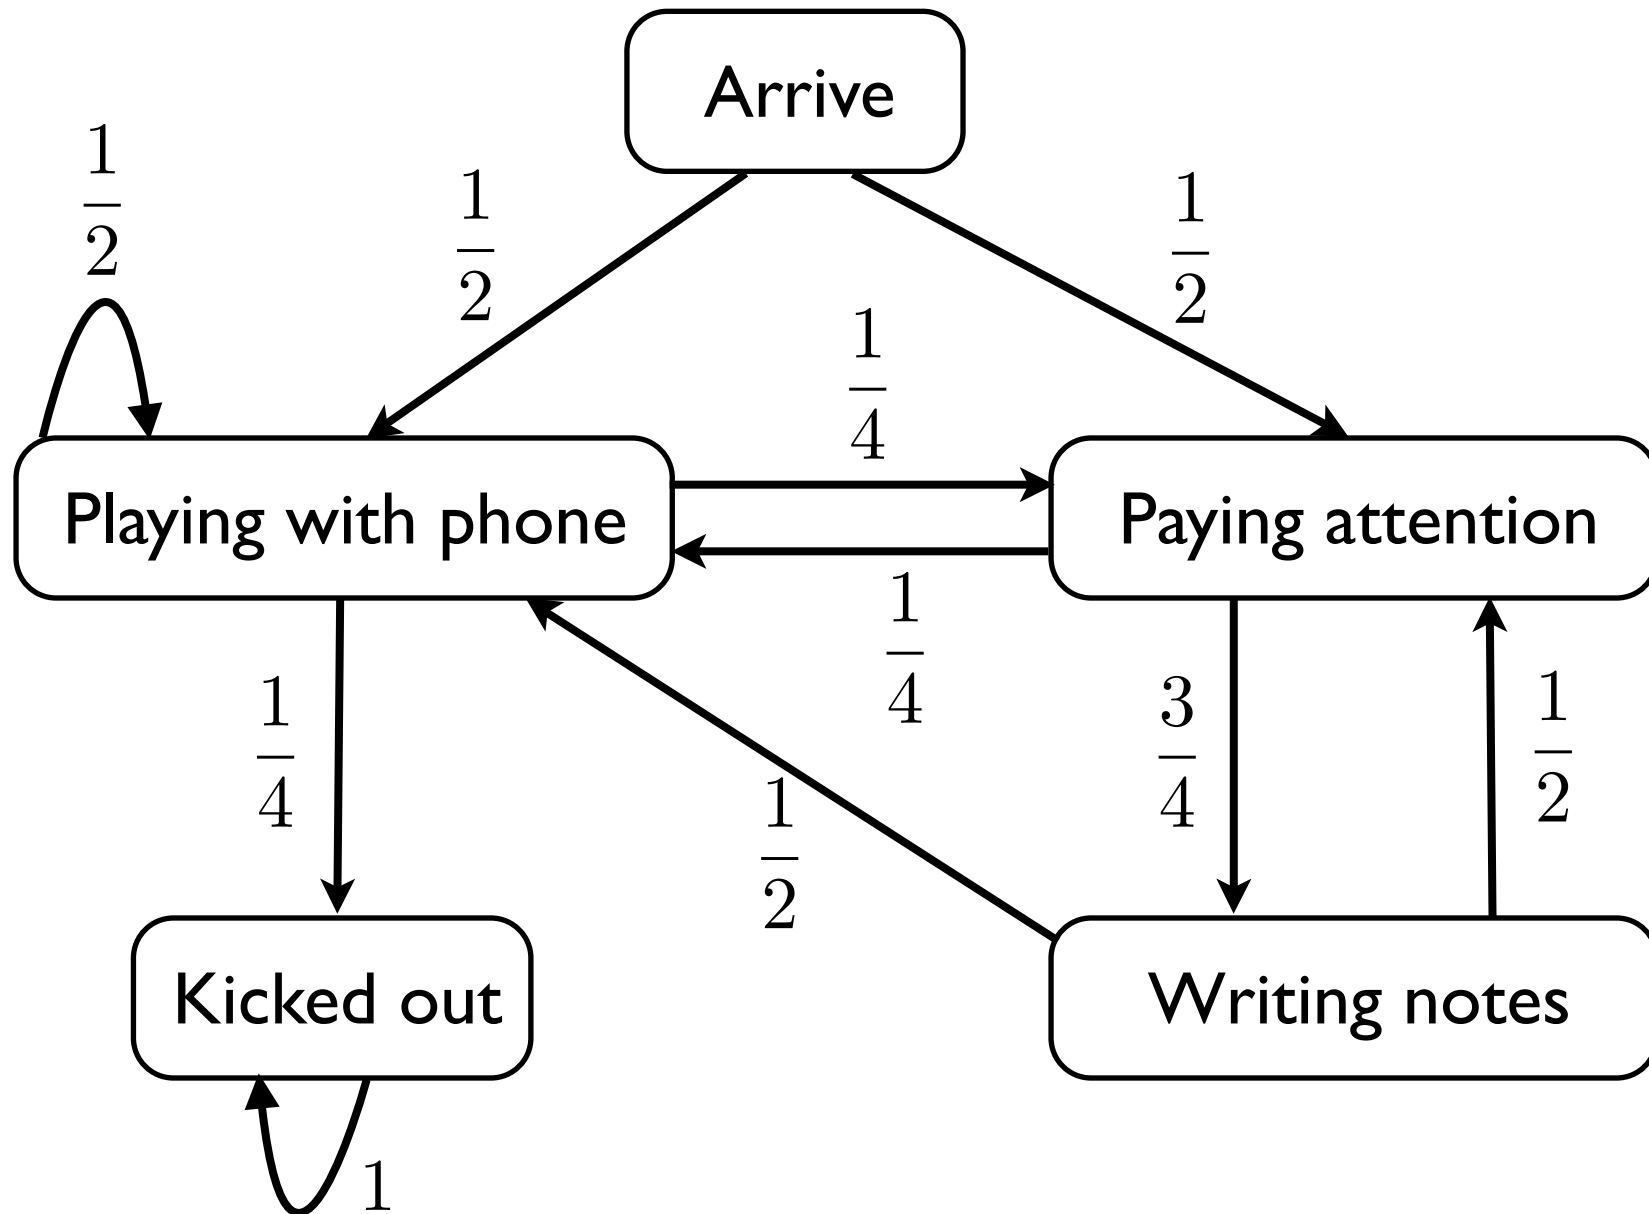 Arrive
1/2
1/2
1/2
1/4
Playing with phone
Paying attention
1/4
1/4
3/4
1/2
1/2
Kicked out
Writing notes
1